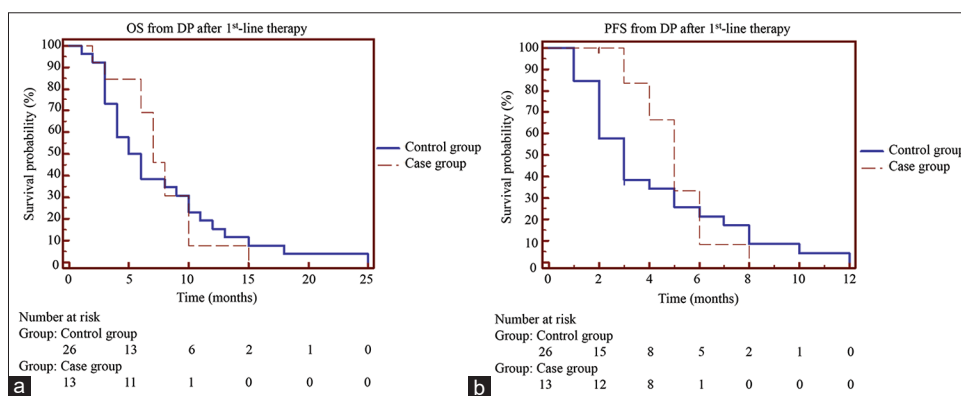 OS from DP after 1st-line therapy
100
90
80
70
60
50
40
30
20
10
0
Survival probability (%)
0 5 10 15 20 25
Time (months)
Control group
Case group
Number at risk
Group: Control group
26 13 6 2 1 0
Group: Case group
13 11 1 0 0 0
a
PFS from DP after 1st-line therapy
100
90
80
70
60
50
40
30
20
10
0
Survival probability (%)
0 2 4 6 8 10 12
Time (months)
Control group
Case group
Number at risk
Group: Control group
26 15 8 5 2 1 0
Group: Case group
13 12 8 1 0 0 0
b